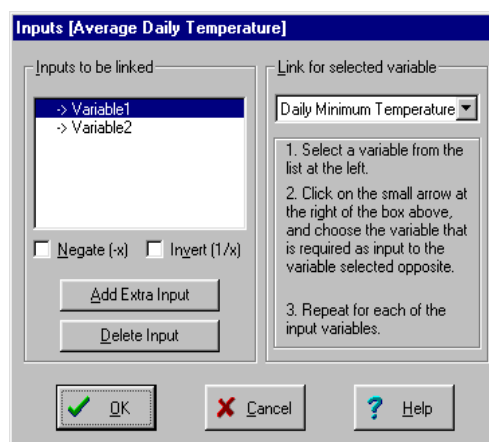 Inputs [Average Daily Temperature]
Inputs to be linked
-> Variable1
-> Variable2
Negate (-x) Invert (1/x)
Add Extra Input
Delete Input
Link for selected variable
Daily Minimum Temperature
1. Select a variable from the
list at the left.
2. Click on the small arrow at
the right of the box above,
and choose the variable that
is required as input to the
variable selected opposite.
3. Repeat for each of the
input variables.
OK Cancel Help